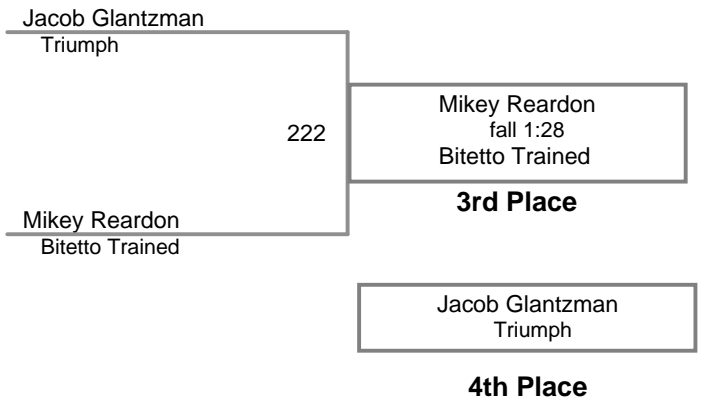 Jacob Glantzman
Triumph
222
Mikey Reardon
fall 1:28
Bitetto Trained
3rd Place
Mikey Reardon
Bitetto Trained
Jacob Glantzman
Triumph
4th Place